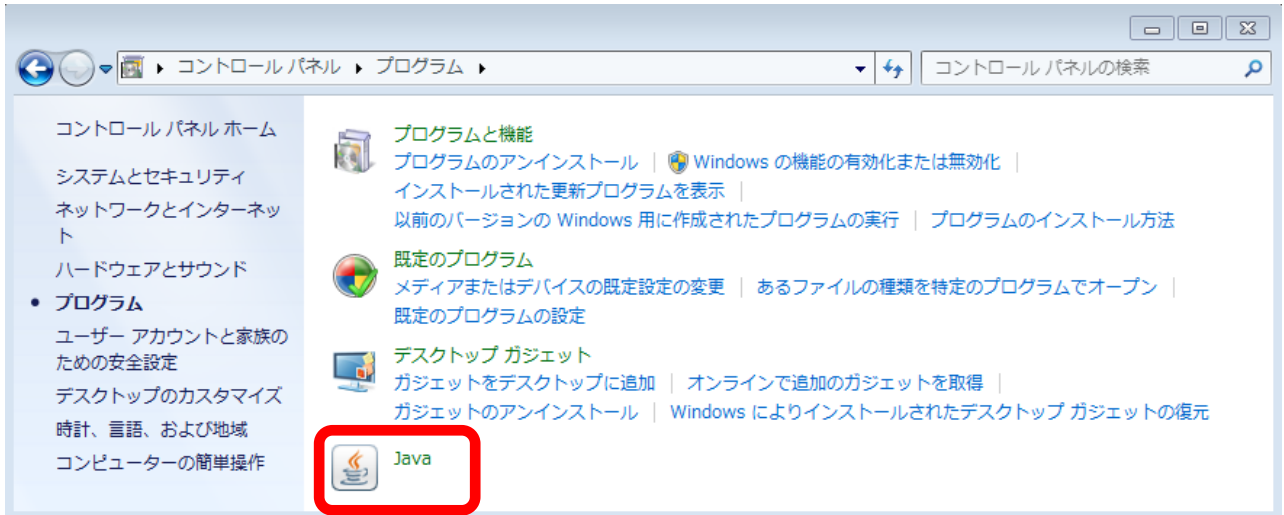 コントロール パネル ▸ プログラム ▸
コントロール パネルの検索
コントロール パネル ホーム
システムとセキュリティ
ネットワークとインターネッ
ト
ハードウェアとサウンド
• プログラム
ユーザー アカウントと家族の
ための安全設定
デスクトップのカスタマイズ
時計、言語、および地域
コンピューターの簡単操作
プログラムと機能
プログラムのアンインストール | Windows の機能の有効化または無効化 |
インストールされた更新プログラムを表示 |
以前のバージョンの Windows 用に作成されたプログラムの実行 | プログラムのインストール方法
既定のプログラム
メディアまたはデバイスの既定設定の変更 | あるファイルの種類を特定のプログラムでオープン |
既定のプログラムの設定
デスクトップ ガジェット
ガジェットをデスクトップに追加 | オンラインで追加のガジェットを取得 |
ガジェットのアンインストール | Windows によりインストールされたデスクトップ ガジェットの復元
Java